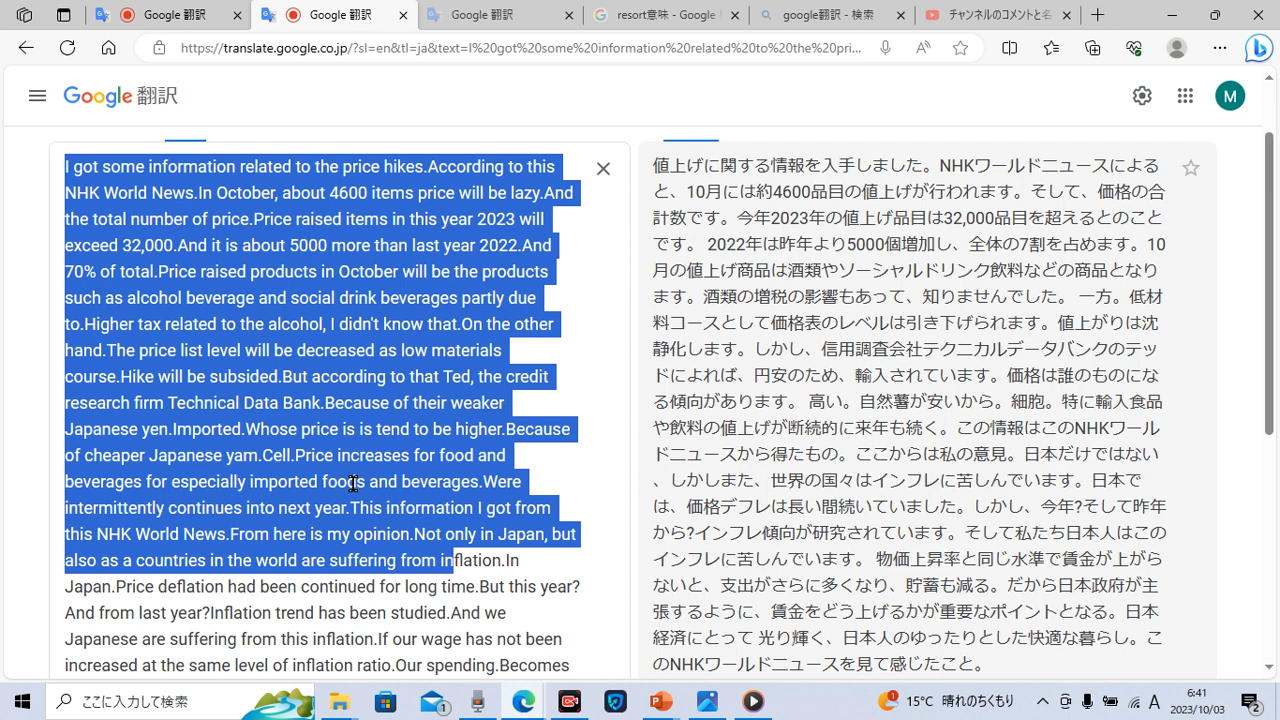 Google 翻訳
Google 翻訳
Google 翻訳
resort意味 - Google
google翻訳 - 検索
チャンネルのコメントと名
https://translate.google.co.jp/?sl=en&tl=ja&text=I%20got%20some%20information%20related%20to%20the%20pri...
Google 翻訳
M
I got some information related to the price hikes.According to this
NHK World News.In October, about 4600 items price will be lazy.And
the total number of price.Price raised items in this year 2023 will
exceed 32,000.And it is about 5000 more than last year 2022.And
70% of total.Price raised products in October will be the products
such as alcohol beverage and social drink beverages partly due
to.Higher tax related to the alcohol, I didn't know that.On the other
hand.The price list level will be decreased as low materials
course.Hike will be subsided.But according to that Ted, the credit
research firm Technical Data Bank.Because of their weaker
Japanese yen.Imported.Whose price is is tend to be higher.Because
of cheaper Japanese yam.Cell.Price increases for food and
beverages for especially imported foods and beverages.Were
intermittently continues into next year.This information I got from
this NHK World News.From here is my opinion.Not only in Japan, but
also as a countries in the world are suffering from inflation.In
Japan.Price deflation had been continued for long time.But this year?
And from last year?Inflation trend has been studied.And we
Japanese are suffering from this inflation.If our wage has not been
increased at the same level of inflation ratio.Our spending.Becomes
値上げに関する情報を入手しました。NHKワールドニュースによる
と、10月には約4600品目の値上げが行われます。そして、価格の合
計数です。今年2023年の値上げ品目は32,000品目を超えるとのこと
です。 2022年は昨年より5000個増加し、全体の7割を占めます。10
月の値上げ商品は酒類やソーシャルドリンク飲料などの商品となり
ます。酒類の増税の影響もあって、知りませんでした。 一方。低材
料コースとして価格表のレベルは引き下げられます。値上がりは沈
静化します。しかし、信用調査会社テクニカルデータバンクのテッ
ドによれば、円安のため、輸入されています。価格は誰のものにな
る傾向があります。 高い。自然薯が安いから。細胞。特に輸入食品
や飲料の値上げが断続的に来年も続く。この情報はこのNHKワール
ドニュースから得たもの。ここからは私の意見。日本だけではない
、しかしまた、世界の国々はインフレに苦しんでいます。日本で
は、価格デフレは長い間続いていました。しかし、今年?そして昨年
から?インフレ傾向が研究されています。そして私たち日本人はこの
インフレに苦しんでいます。 物価上昇率と同じ水準で賃金が上がら
ないと、支出がさらに多くなり、貯蓄も減る。だから日本政府が主
張するように、賃金をどう上げるかが重要なポイントとなる。日本
経済にとって 光り輝く、日本人のゆったりとした快適な暮らし。こ
のNHKワールドニュースを見て感じたこと。
ここに入力して検索
1
1
15°C 晴れのちくもり
A
6:41
2023/10/03
2